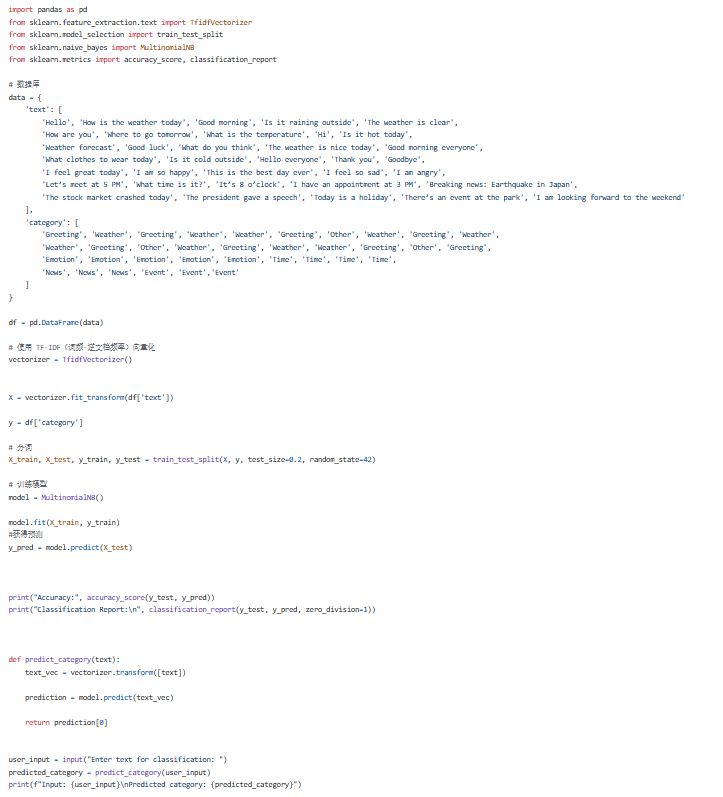 import pandas as pd
from sklearn.feature_extraction.text import TfidfVectorizer
from sklearn.model_selection import train_test_split
from sklearn.naive_bayes import MultinomialNB
from sklearn.metrics import accuracy_score, classification_report
# 数据库
data = {
'text': [
'Hello', 'How is the weather today', 'Good morning', 'Is it raining outside', 'The weather is clear',
'How are you', 'Where to go tomorrow', 'What is the temperature', 'Hi', 'Is it hot today',
'Weather forecast', 'Good luck', 'What do you think', 'The weather is nice today', 'Good morning everyone',
'What clothes to wear today', 'Is it cold outside', 'Hello everyone', 'Thank you', 'Goodbye',
'I feel great today', 'I am so happy', 'This is the best day ever', 'I feel so sad', 'I am angry',
'Let’s meet at 5 PM', 'What time is it?', 'It’s 8 o’clock', 'I have an appointment at 3 PM', 'Breaking news: Earthquake in Japan',
'The stock market crashed today', 'The president gave a speech', 'Today is a holiday', 'There’s an event at the park', 'I am looking forward to the weekend'
],
'category': [
'Greeting', 'Weather', 'Greeting', 'Weather', 'Weather', 'Greeting', 'Other', 'Weather', 'Greeting', 'Weather',
'Weather', 'Greeting', 'Other', 'Weather', 'Greeting', 'Weather', 'Weather', 'Greeting', 'Other', 'Greeting',
'Emotion', 'Emotion', 'Emotion', 'Emotion', 'Emotion', 'Time', 'Time', 'Time', 'Time',
'News', 'News', 'News', 'Event', 'Event','Event'
]
}
df = pd.DataFrame(data)
# 使用 TF-IDF（词频-逆文档频率）向量化
vectorizer = TfidfVectorizer()
X = vectorizer.fit_transform(df['text'])
y = df['category']
# 分词
X_train, X_test, y_train, y_test = train_test_split(X, y, test_size=0.2, random_state=42)
# 训练模型
model = MultinomialNB()
model.fit(X_train, y_train)
#获得预测
y_pred = model.predict(X_test)
print("Accuracy:", accuracy_score(y_test, y_pred))
print("Classification Report:\n", classification_report(y_test, y_pred, zero_division=1))
def predict_category(text):
text_vec = vectorizer.transform([text])
prediction = model.predict(text_vec)
return prediction[0]
user_input = input("Enter text for classification: ")
predicted_category = predict_category(user_input)
print(f"Input: {user_input}\nPredicted category: {predicted_category}")